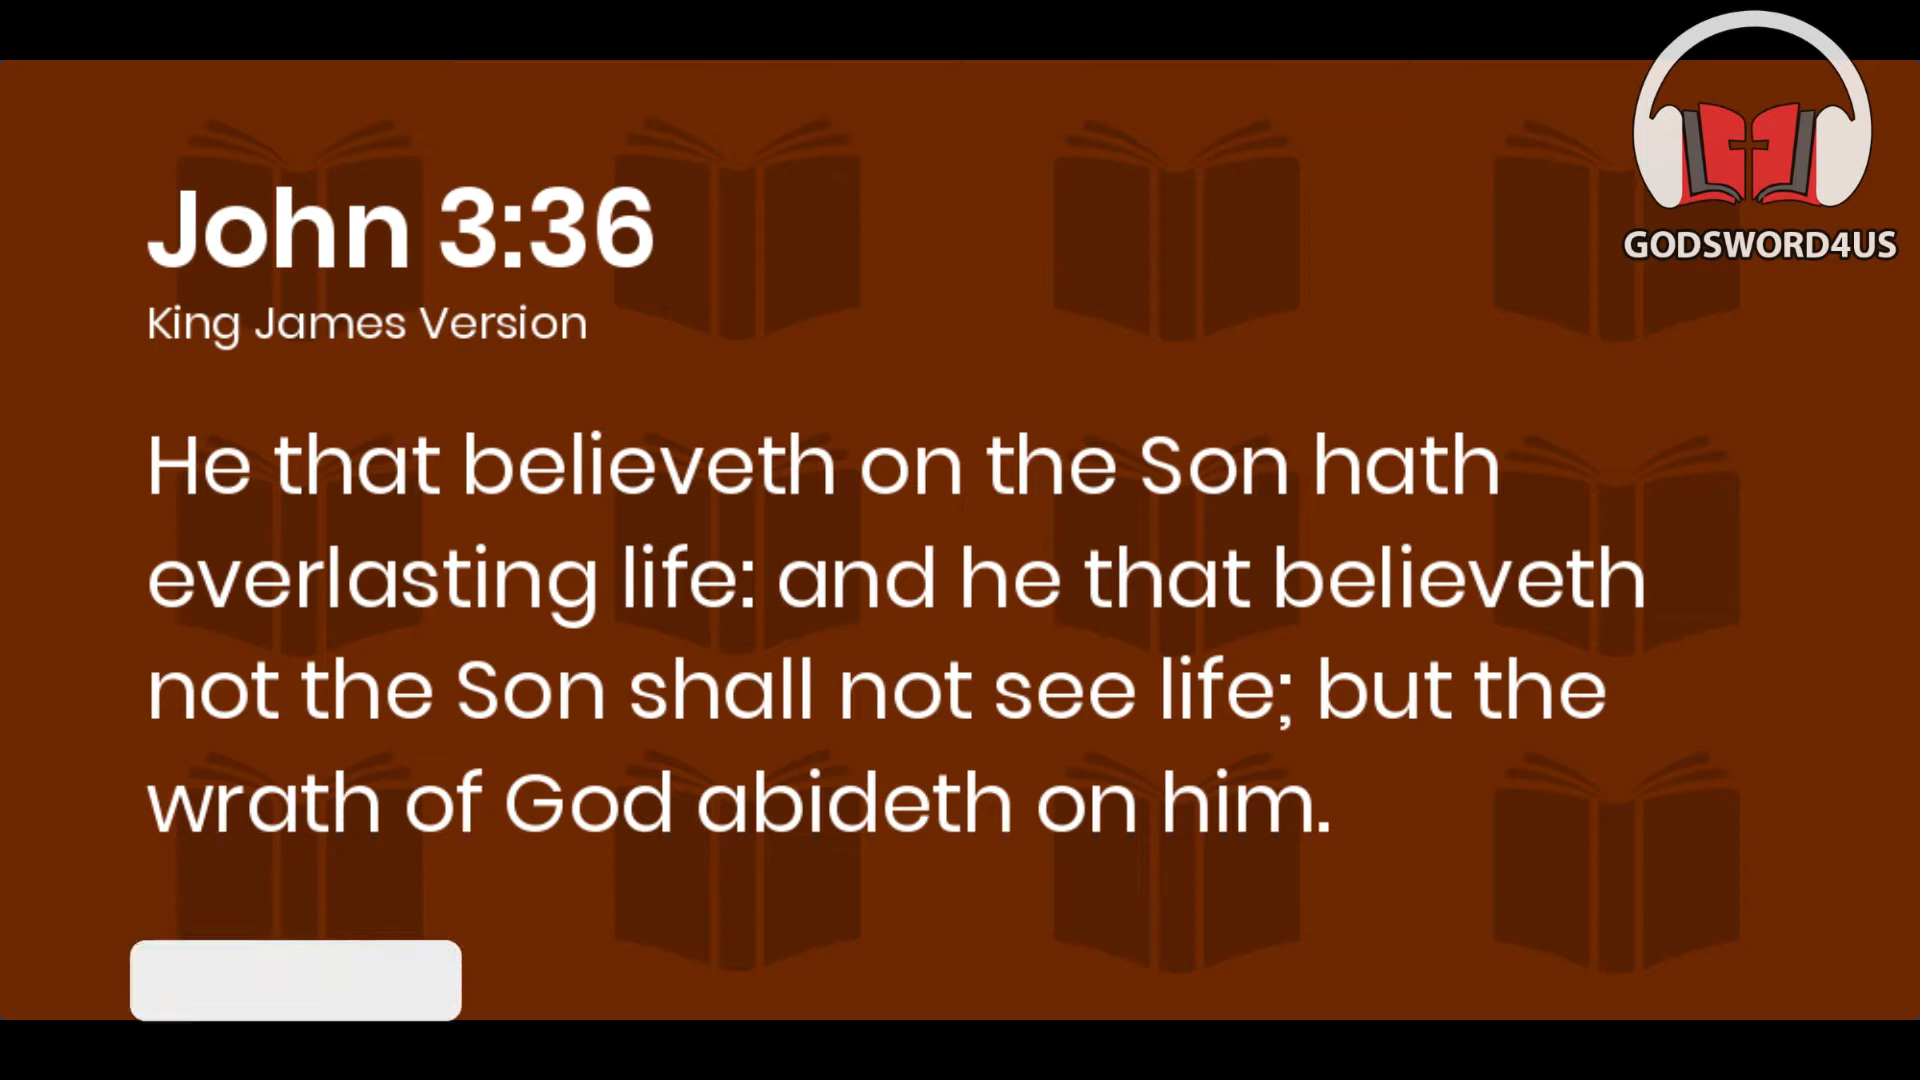 GODSWORD4US
John 3:36
King James Version
He that believeth on the Son hath
everlasting life: and he that believeth
not the Son shall not see life; but the
wrath of God abideth on him.